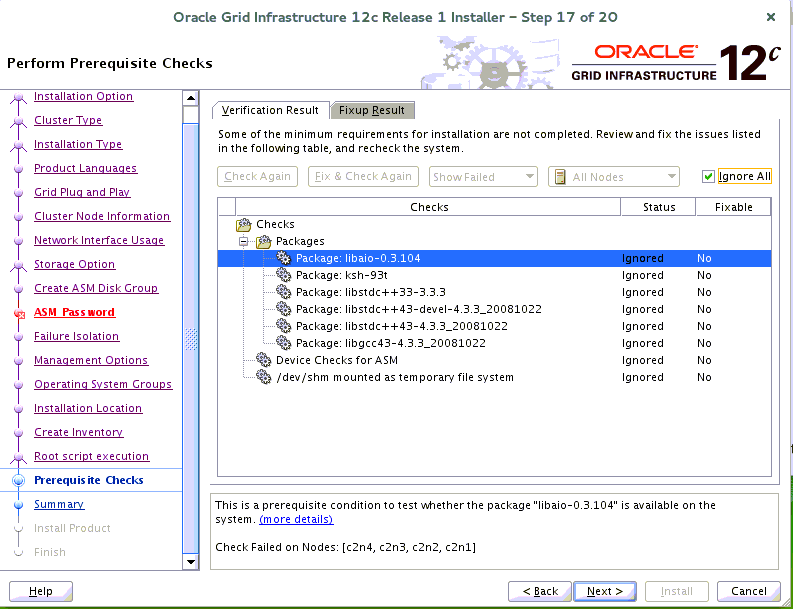 Oracle Grid Infrastructure 12c Release 1 Installer – Step 17 of 20
Perform Prerequisite Checks
ORACLE
GRID INFRASTRUCTURE
12c
Installation Option
Cluster Type
Installation Type
Product Languages
Grid Plug and Play
Cluster Node Information
Network Interface Usage
Storage Option
Create ASM Disk Group
ASM Password
Failure Isolation
Management Options
Operating System Groups
Installation Location
Create Inventory
Root script execution
Prerequisite Checks
Summary
Install Product
Finish
Verification Result Fixup Result
Some of the minimum requirements for installation are not completed. Review and fix the issues listed
in the following table, and recheck the system.
Check Again Fix & Check Again Show Failed All Nodes Ignore All
Checks Status Fixable
Checks
Packages
Package: libaio-0.3.104 Ignored No
Package: ksh-93t Ignored No
Package: libstdc++33-3.3.3 Ignored No
Package: libstdc++43-devel-4.3.3_20081022 Ignored No
Package: libstdc++43-4.3.3_20081022 Ignored No
Package: libgcc43-4.3.3_20081022 Ignored No
Device Checks for ASM Ignored No
/dev/shm mounted as temporary file system Ignored No
This is a prerequisite condition to test whether the package "libaio-0.3.104" is available on the
system. (more details)
Check Failed on Nodes: [c2n4, c2n3, c2n2, c2n1]
Help < Back Next > Install Cancel